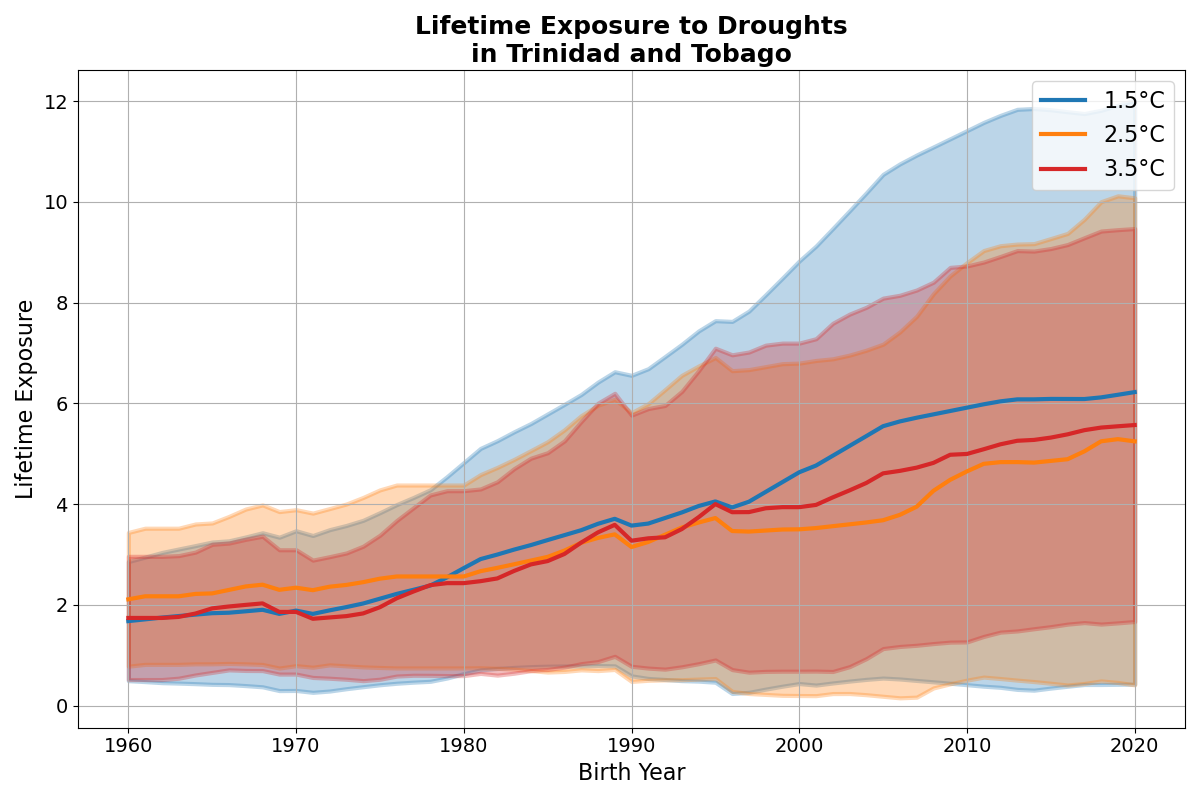 Lifetime Exposure to Droughts
in Trinidad and Tobago
Lifetime Exposure
12
10
8
6
4
2
0
1.5°C
2.5°C
3.5°C
1960
1970
1980
1990
2000
2010
2020
Birth Year